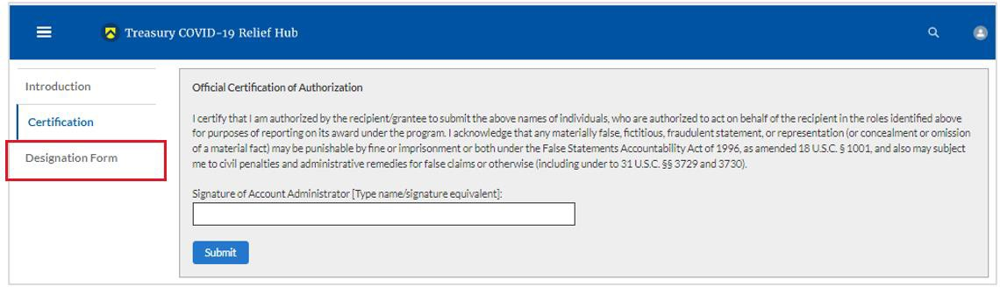 Treasury COVID-19 Relief Hub
Introduction
Certification
Designation Form
Official Certification of Authorization
I certify that I am authorized by the recipient/grantee to submit the above names of individuals, who are authorized to act on behalf of the recipient in the roles identified above
for purposes of reporting on its award under the program. I acknowledge that any materially false, fictitious, fraudulent statement, or representation (or concealment or omission
of a material fact) may be punishable by fine or imprisonment or both under the False Statements Accountability Act of 1996, as amended 18 U.S.C. § 1001, and also may subject
me to civil penalties and administrative remedies for false claims or otherwise (including under to 31 U.S.C. §§ 3729 and 3730).
Signature of Account Administrator [Type name/signature equivalent]:
Submit